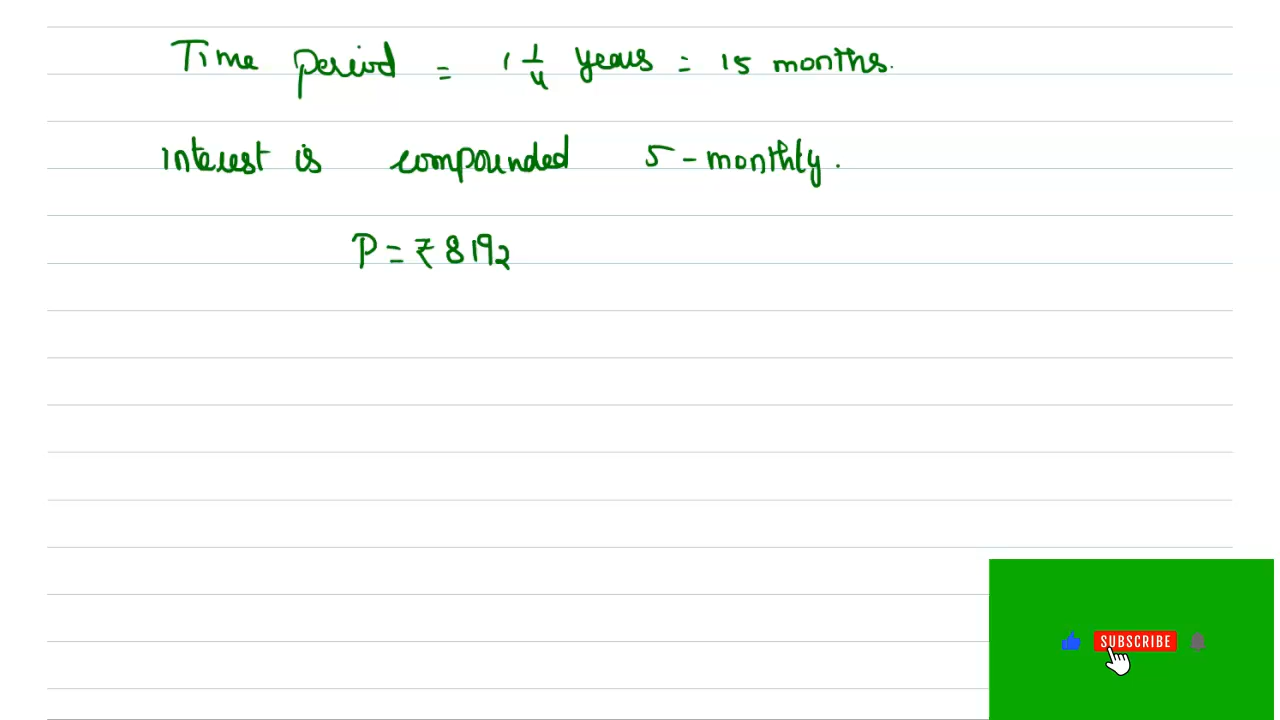 Time period = 1 1/4 years = 15 months.
Interest is compounded 5-monthly.
P = ₹8192
SUBSCRIBE